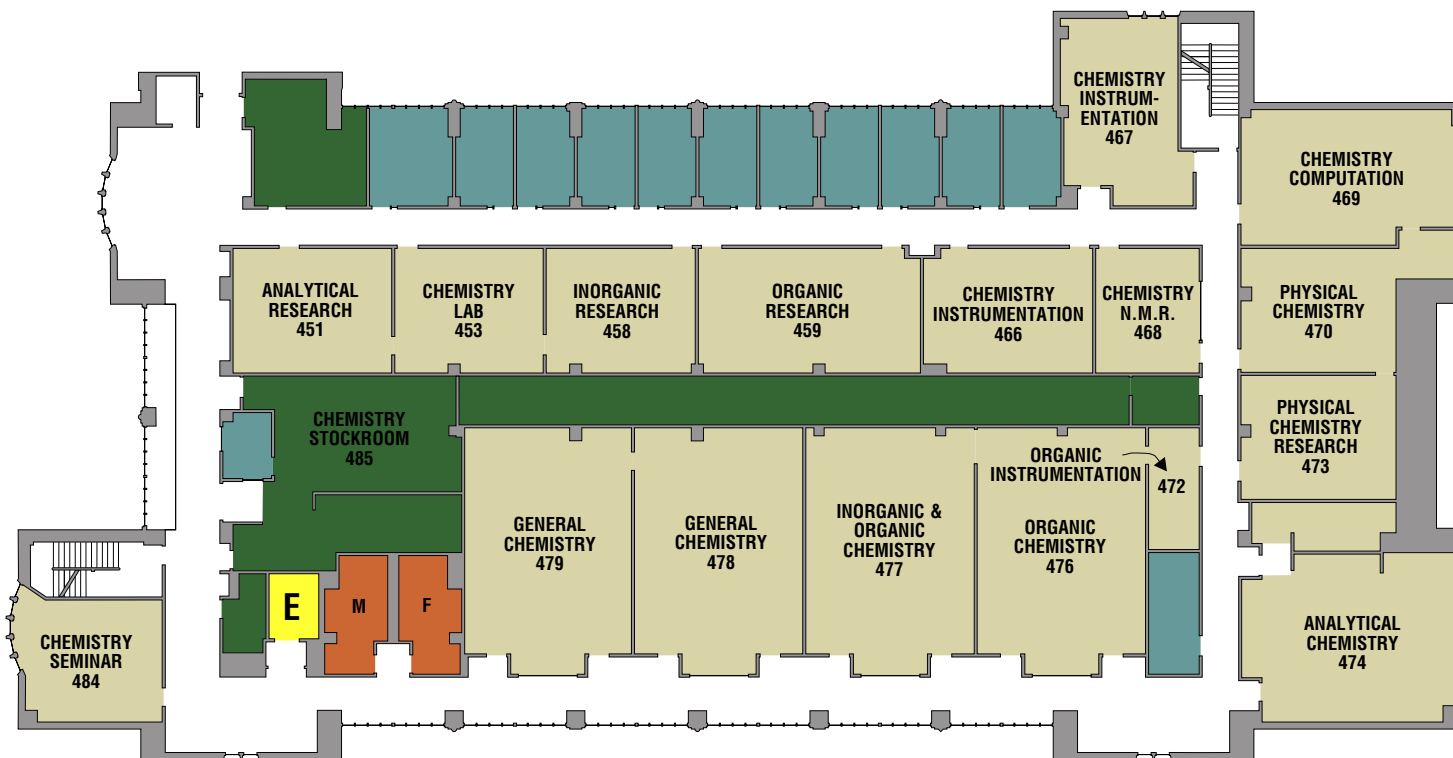 CHEMISTRY
INSTRUM-
ENTATION
467
CHEMISTRY
COMPUTATION
469
ANALYTICAL
RESEARCH
451
CHEMISTRY
LAB
453
INORGANIC
RESEARCH
458
ORGANIC
RESEARCH
459
CHEMISTRY
INSTRUMENTATION
466
CHEMISTRY
N.M.R.
468
PHYSICAL
CHEMISTRY
470
CHEMISTRY
STOCKROOM
485
PHYSICAL
CHEMISTRY
RESEARCH
473
ORGANIC
INSTRUMENTATION
472
GENERAL
CHEMISTRY
479
GENERAL
CHEMISTRY
478
INORGANIC &
ORGANIC
CHEMISTRY
477
ORGANIC
CHEMISTRY
476
E
M
F
CHEMISTRY
SEMINAR
484
ANALYTICAL
CHEMISTRY
474